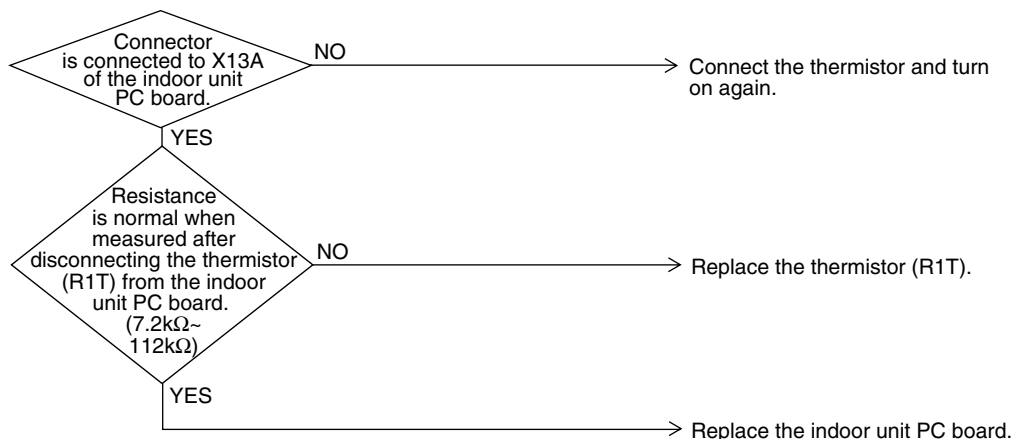 Connector
is connected to X13A
of the indoor unit
PC board.
NO
Connect the thermistor and turn
on again.
YES
Resistance
is normal when
measured after
disconnecting the thermistor
(R1T) from the indoor
unit PC board.
(7.2kΩ~
112kΩ)
NO
Replace the thermistor (R1T).
YES
Replace the indoor unit PC board.